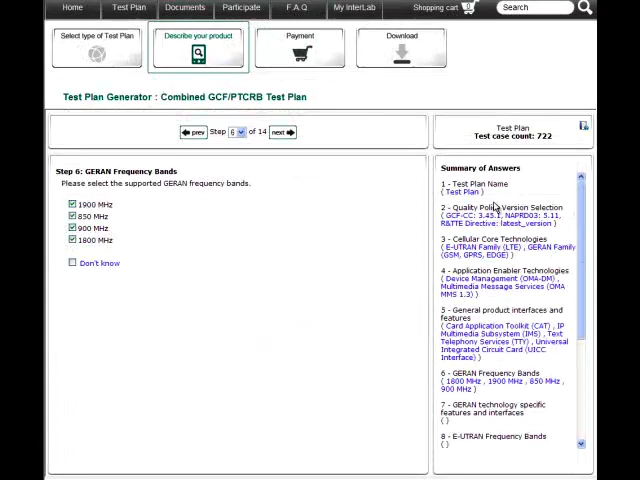 Home Test Plan Documents Participate F.A.Q My InterLab Shopping cart 0 Search
Select type of Test Plan Describe your product Payment Download
Test Plan Generator : Combined GCF/PTCRB Test Plan
prev Step 6 of 14 next
Test Plan
Test case count: 722
Step 6: GERAN Frequency Bands
Please select the supported GERAN frequency bands.
1900 MHz
850 MHz
900 MHz
1800 MHz
Don't know
Summary of Answers
1 - Test Plan Name
( Test Plan )
2 - Quality Policy Version Selection
( GCF-CC: 3.45.1, NAPRD03: 5.11,
R&TTE Directive: latest_version )
3 - Cellular Core Technologies
( E-UTRAN Family (LTE) , GERAN Family
(GSM, GPRS, EDGE) )
4 - Application Enabler Technologies
( Device Management (OMA-DM) ,
Multimedia Message Services (OMA
MMS 1.3) )
5 - General product interfaces and
features
( Card Application Toolkit (CAT) , IP
Multimedia Subsystem (IMS) , Text
Telephony Services (TTY) , Universal
Integrated Circuit Card (UICC
Interface) )
6 - GERAN Frequency Bands
( 1800 MHz , 1900 MHz , 850 MHz ,
900 MHz )
7 - GERAN technology specific
features and interfaces
( )
8 - E-UTRAN Frequency Bands
( )